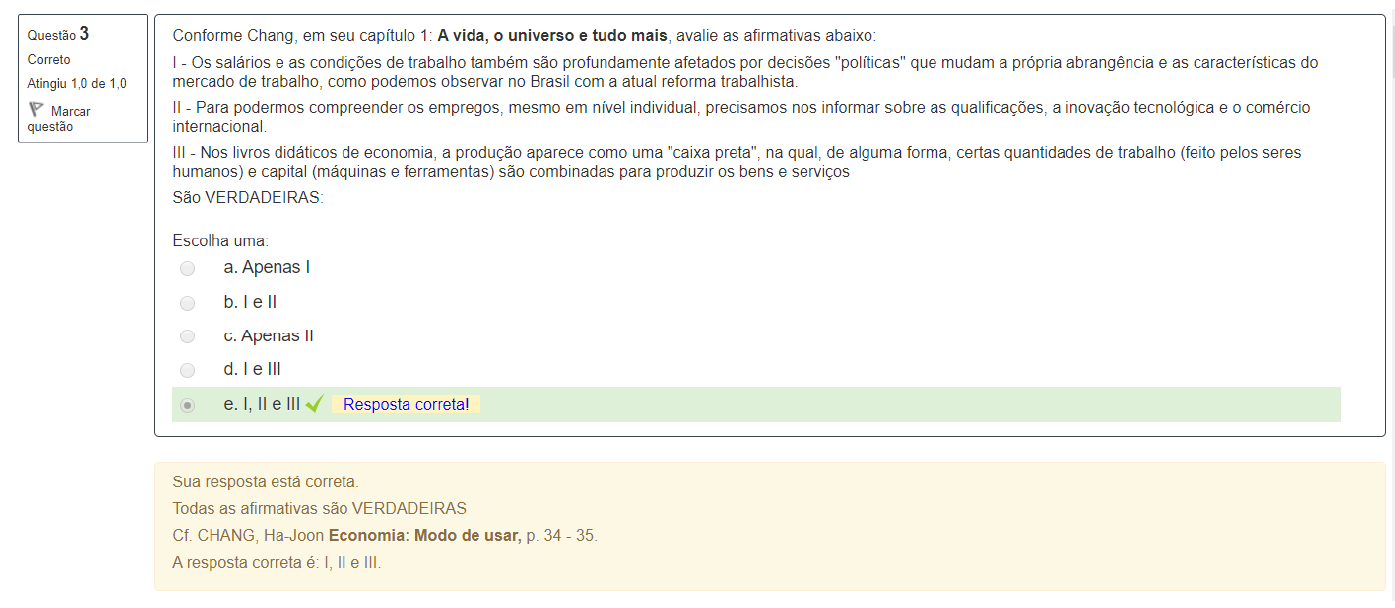 Questão 3
Correto
Atingiu 1,0 de 1,0
Marcar
questão
Conforme Chang, em seu capítulo 1: A vida, o universo e tudo mais, avalie as afirmativas abaixo:
I - Os salários e as condições de trabalho também são profundamente afetados por decisões "políticas" que mudam a própria abrangência e as características do
mercado de trabalho, como podemos observar no Brasil com a atual reforma trabalhista.
II - Para podermos compreender os empregos, mesmo em nível individual, precisamos nos informar sobre as qualificações, a inovação tecnológica e o comércio
internacional.
III - Nos livros didáticos de economia, a produção aparece como uma "caixa preta", na qual, de alguma forma, certas quantidades de trabalho (feito pelos seres
humanos) e capital (máquinas e ferramentas) são combinadas para produzir os bens e serviços
São VERDADEIRAS:
Escolha uma:
a. Apenas I
b. I e II
c. Apenas II
d. I e III
e. I, II e III Resposta correta!
Sua resposta está correta.
Todas as afirmativas são VERDADEIRAS
Cf. CHANG, Ha-Joon Economia: Modo de usar, p. 34 - 35.
A resposta correta é: I, II e III.